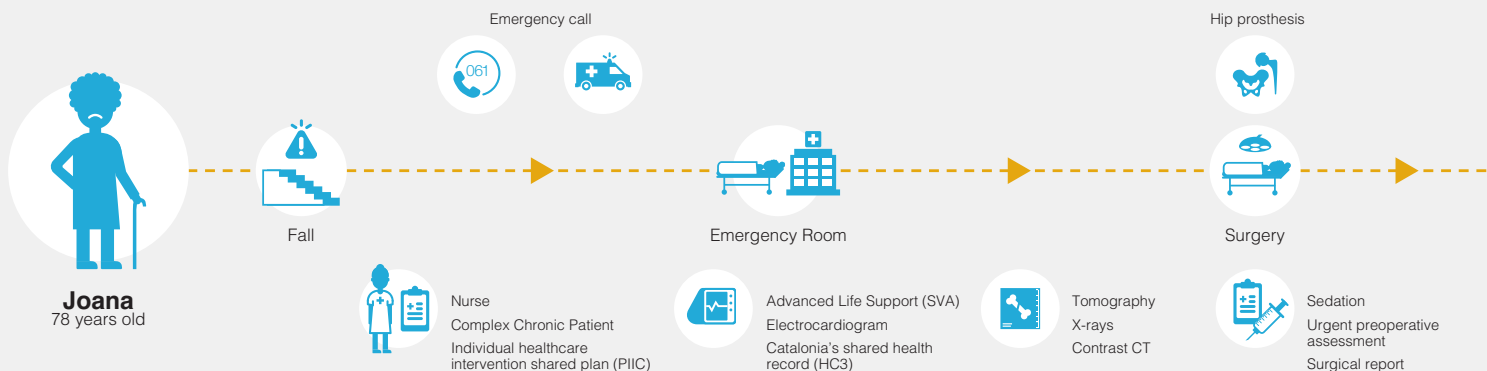 Emergency call
Hip prosthesis
061
Fall
Emergency Room
Surgery
Joana
78 years old
Nurse
Complex Chronic Patient
Individual healthcare
intervention shared plan (PIIC)
Advanced Life Support (SVA)
Electrocardiogram
Catalonia's shared health
record (HC3)
Tomography
X-rays
Contrast CT
Sedation
Urgent preoperative
assessment
Surgical report